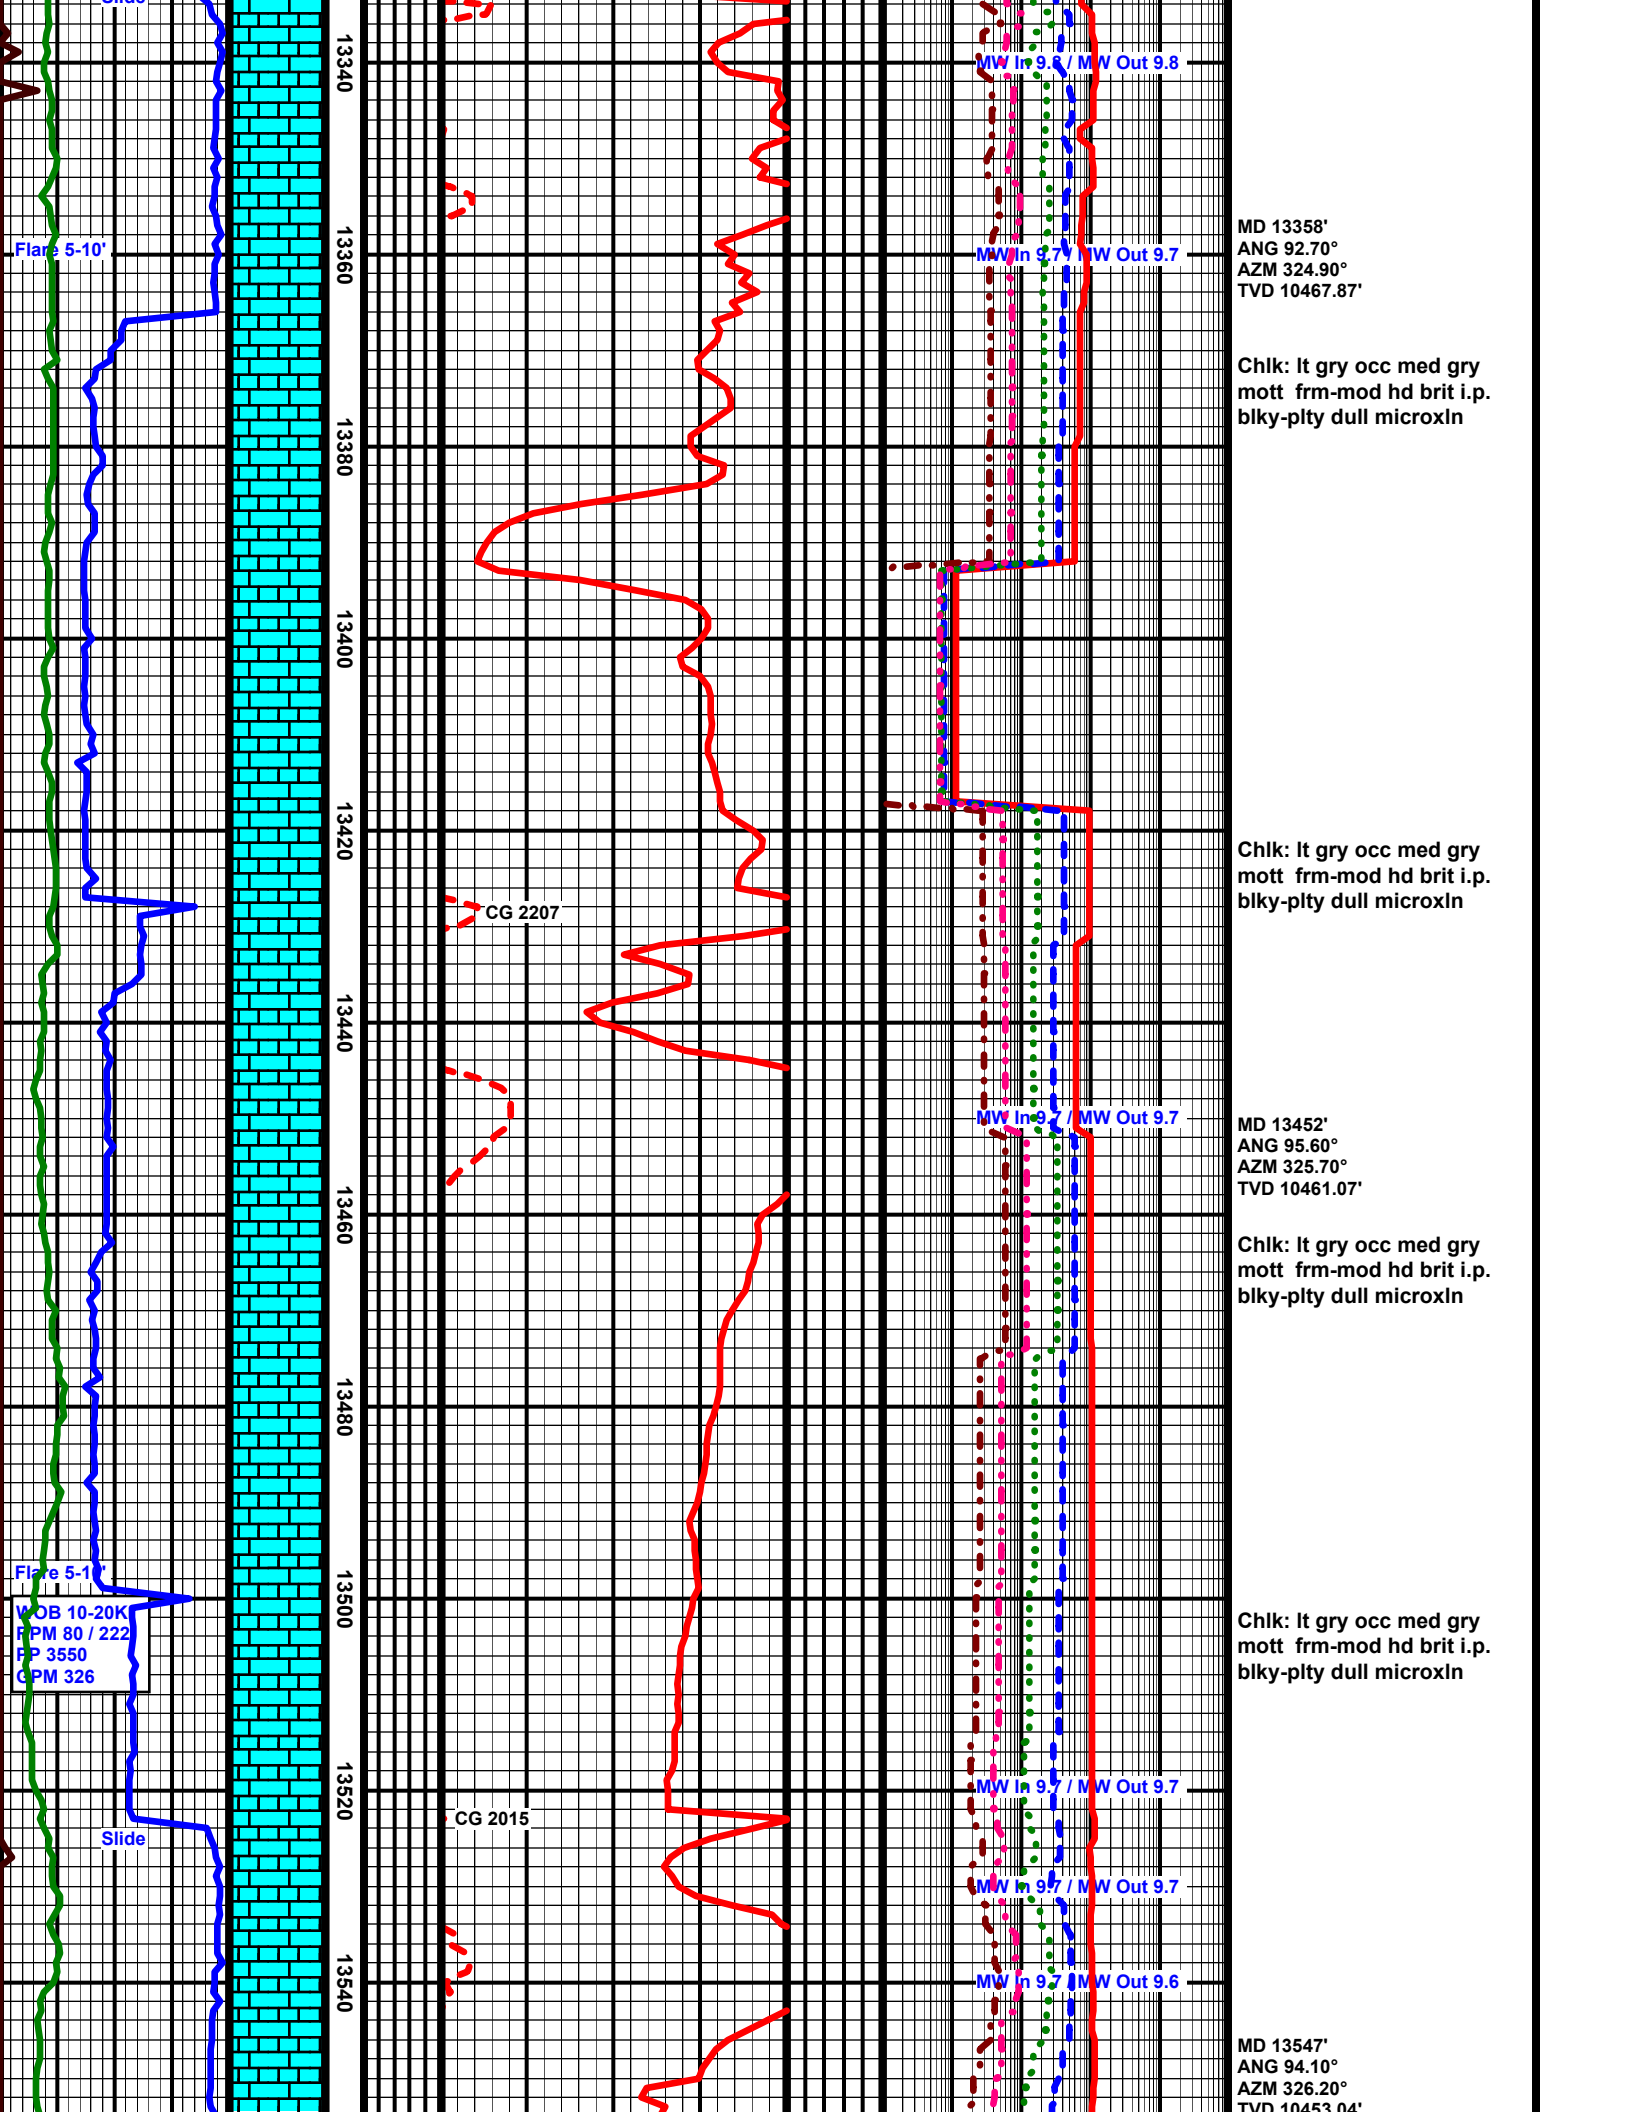 Slide
13340
MW In 9.8 / MW Out 9.8
MD 13358'
ANG 92.70°
AZM 324.90°
TVD 10467.87'
Flare 5-10'
13360
MW In 9.7 / MW Out 9.7
Chlk: lt gry occ med gry
mott frm-mod hd brit i.p.
blky-plty dull microxln
13380
13400
13420
Chlk: lt gry occ med gry
mott frm-mod hd brit i.p.
blky-plty dull microxln
CG 2207
13440
MW In 9.7 / MW Out 9.7
MD 13452'
ANG 95.60°
AZM 325.70°
TVD 10461.07'
13460
Chlk: lt gry occ med gry
mott frm-mod hd brit i.p.
blky-plty dull microxln
13480
Flare 5-10'
13500
WOB 10-20K
RPM 80 / 222
PP 3550
GPM 326
Chlk: lt gry occ med gry
mott frm-mod hd brit i.p.
blky-plty dull microxln
13520
MW In 9.7 / MW Out 9.7
CG 2015
Slide
MW In 9.7 / MW Out 9.7
13540
MW In 9.7 / MW Out 9.6
MD 13547'
ANG 94.10°
AZM 326.20°
TVD 10453.04'